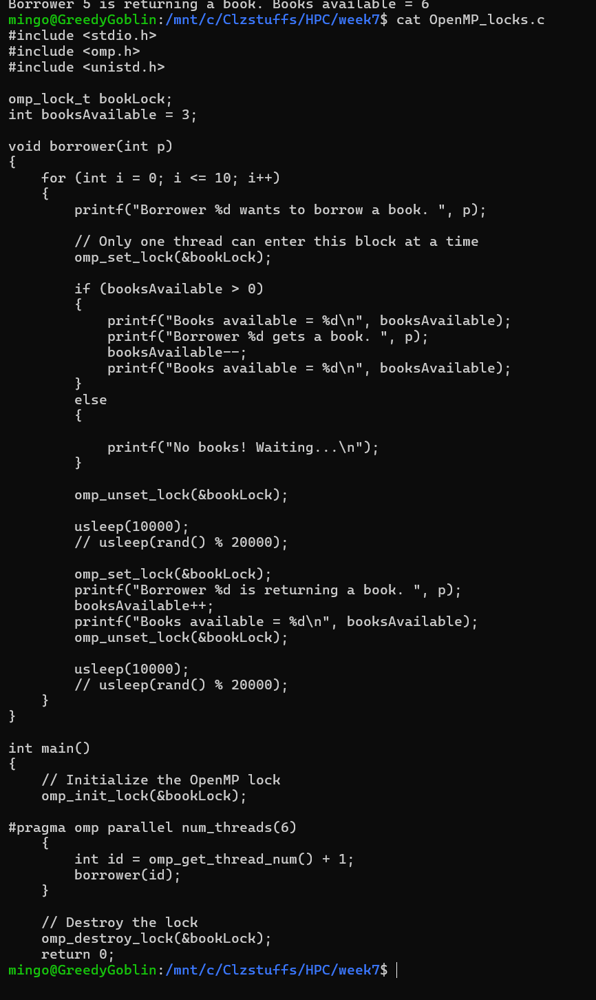 Borrower 5 is returning a book. Books available = 6
mingo@GreedyGoblin:/mnt/c/Clzstuffs/HPC/week7$ cat OpenMP_locks.c
#include <stdio.h>
#include <omp.h>
#include <unistd.h>

omp_lock_t bookLock;
int booksAvailable = 3;

void borrower(int p)
{
    for (int i = 0; i <= 10; i++)
    {
        printf("Borrower %d wants to borrow a book. ", p);

        // Only one thread can enter this block at a time
        omp_set_lock(&bookLock);

        if (booksAvailable > 0)
        {
            printf("Books available = %d\n", booksAvailable);
            printf("Borrower %d gets a book. ", p);
            booksAvailable--;
            printf("Books available = %d\n", booksAvailable);
        }
        else
        {

            printf("No books! Waiting...\n");
        }

        omp_unset_lock(&bookLock);

        usleep(10000);
        // usleep(rand() % 20000);

        omp_set_lock(&bookLock);
        printf("Borrower %d is returning a book. ", p);
        booksAvailable++;
        printf("Books available = %d\n", booksAvailable);
        omp_unset_lock(&bookLock);

        usleep(10000);
        // usleep(rand() % 20000);
    }
}

int main()
{
    // Initialize the OpenMP lock
    omp_init_lock(&bookLock);

#pragma omp parallel num_threads(6)
    {
        int id = omp_get_thread_num() + 1;
        borrower(id);
    }

    // Destroy the lock
    omp_destroy_lock(&bookLock);
    return 0;
mingo@GreedyGoblin:/mnt/c/Clzstuffs/HPC/week7$